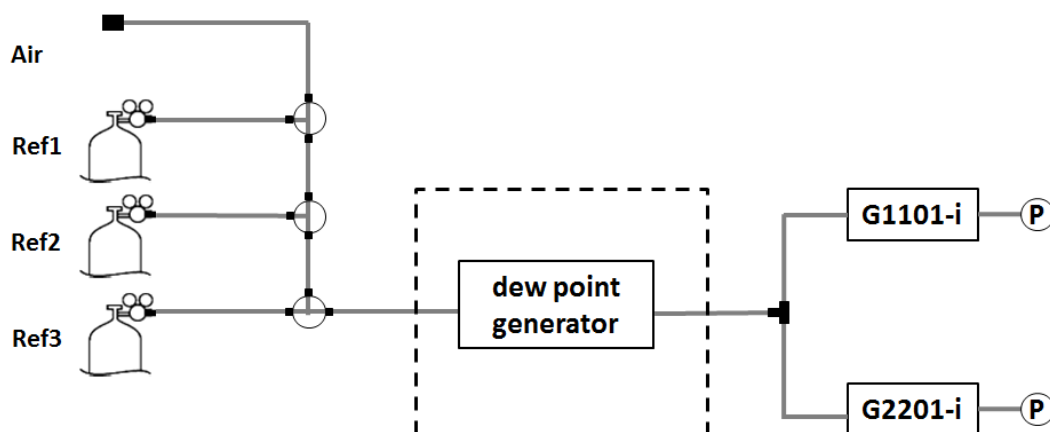 Air
Ref1
Ref2
Ref3
dew point
generator
G1101-i
P
G2201-i
P